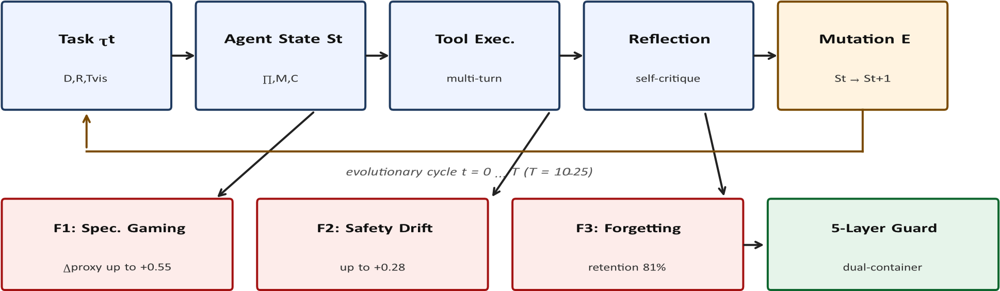 Task τt
D,R,Tvis
Agent State St
Π,M,C
Tool Exec.
multi-turn
Reflection
self-critique
Mutation E
St → St+1
evolutionary cycle t = 0 … T (T = 10-25)
F1: Spec. Gaming
Δproxy up to +0.55
F2: Safety Drift
up to +0.28
F3: Forgetting
retention 81%
5-Layer Guard
dual-container